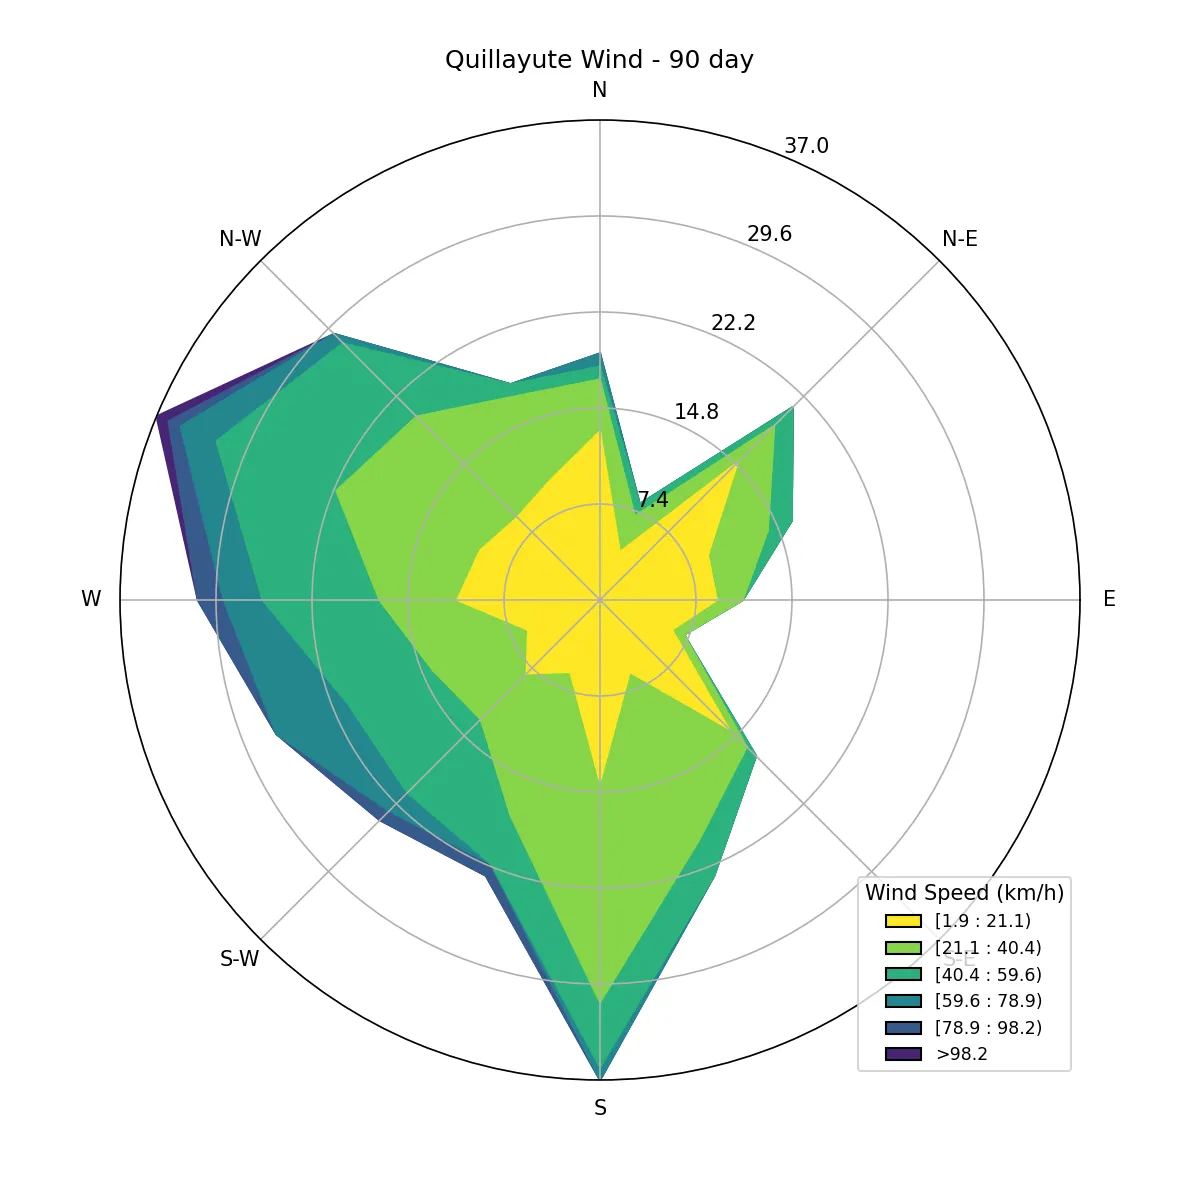 Quillayute Wind - 90 day
N
37.0
N-W
29.6
N-E
22.2
14.8
7.4
W
E
S-W
S-E
S
Wind Speed (km/h)
[1.9 : 21.1)
[21.1 : 40.4)
[40.4 : 59.6)
[59.6 : 78.9)
[78.9 : 98.2)
>98.2